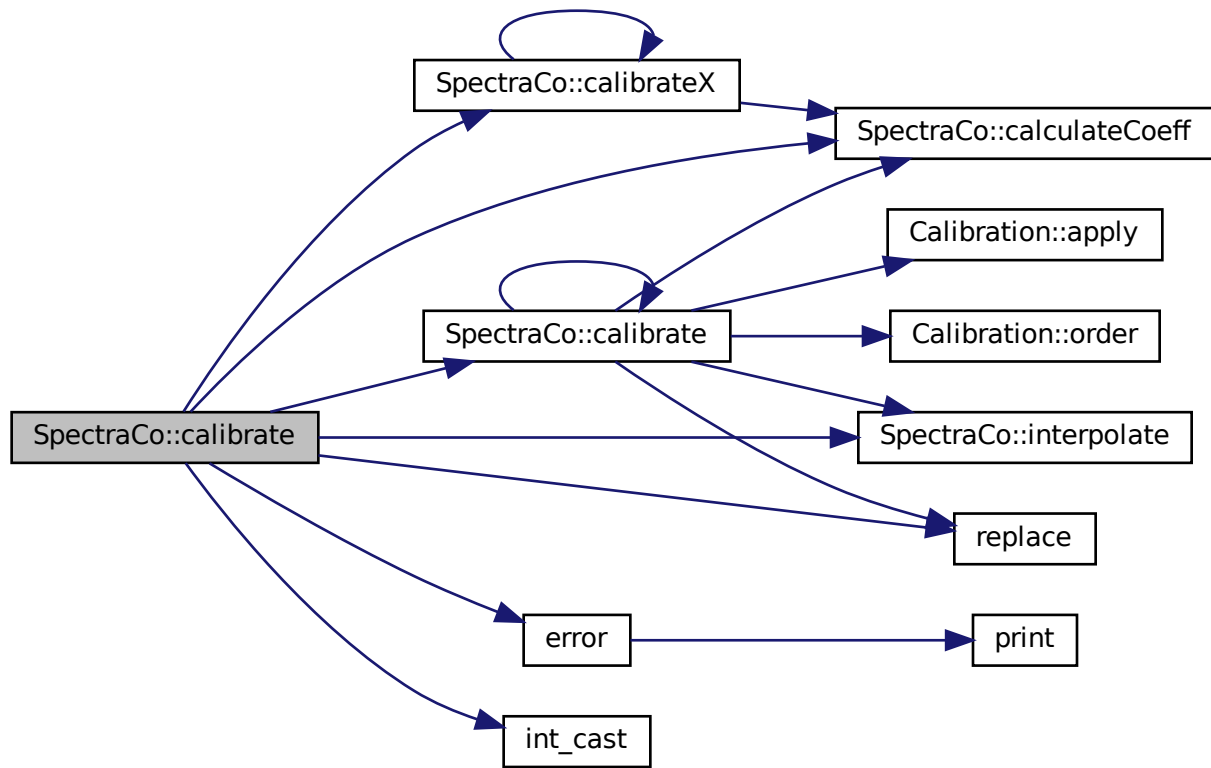 SpectraCo::calibrateX
SpectraCo::calculateCoeff
Calibration::apply
SpectraCo::calibrate
Calibration::order
SpectraCo::calibrate
SpectraCo::interpolate
replace
error
print
int_cast